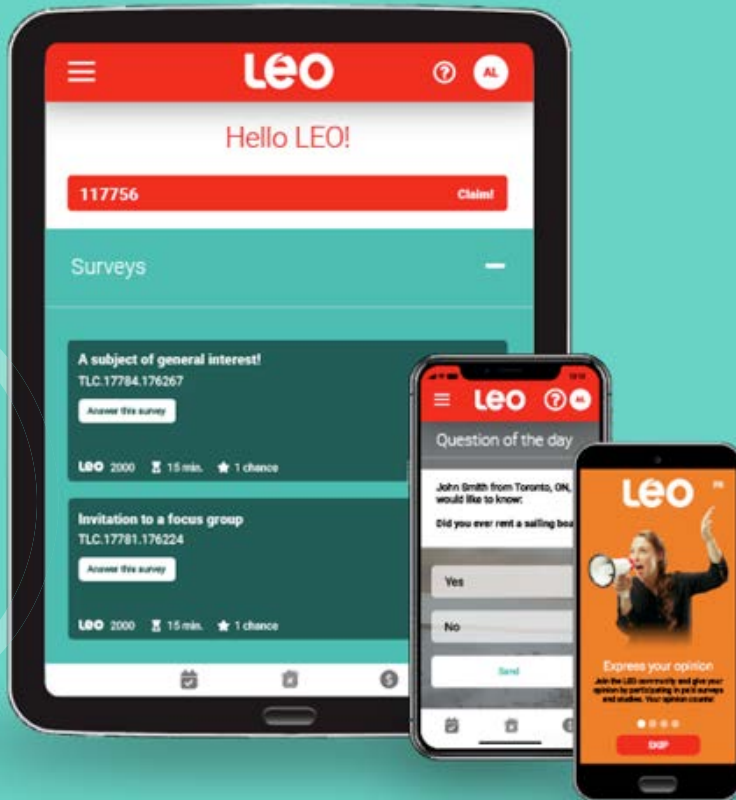 LEO
AL
Hello LEO!
117756 Claim!
Surveys
A subject of general interest!
TLC.17784.176267
Answer this survey
LEO 2000 15 min. 1 chance
Invitation to a focus group
TLC.17781.176224
Answer this survey
LEO 2000 15 min. 1 chance
LEO
AL
Question of the day
John Smith from Toronto, ON,
would like to know:
Did you ever rent a sailing boa
Yes
No
Send
LEO
FR
Express your opinion
Join the LEO community and give your
opinion by participating in paid surveys
and studies. Your opinion counts!
SKIP